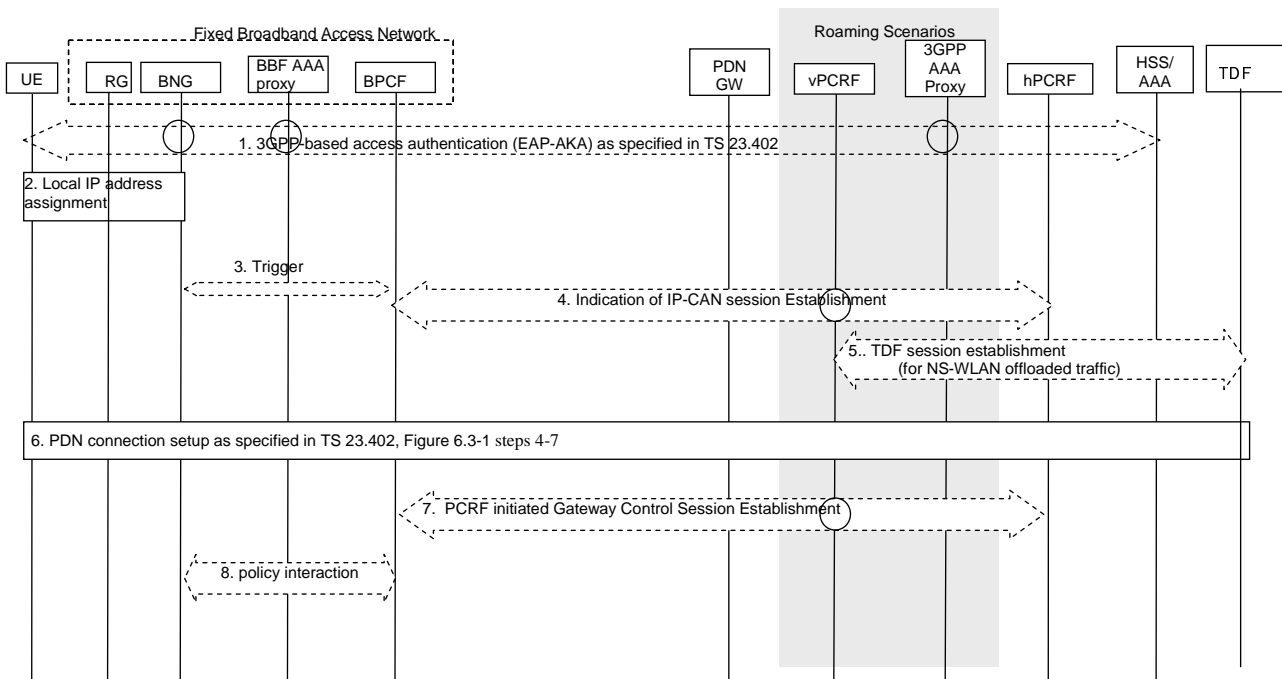 Fixed Broadband Access Network
Roaming Scenarios
UE
RG
BNG
BBF AAA
proxy
BPCF
PDN
GW
vPCRF
3GPP
AAA
Proxy
hPCRF
HSS/
AAA
TDF
1. 3GPP-based access authentication (EAP-AKA) as specified in TS 23.402
2. Local IP address
assignment
3. Trigger
4. Indication of IP-CAN session Establishment
5.. TDF session establishment
(for NS-WLAN offloaded traffic)
6. PDN connection setup as specified in TS 23.402, Figure 6.3-1 steps 4-7
7. PCRF initiated Gateway Control Session Establishment
8. policy interaction